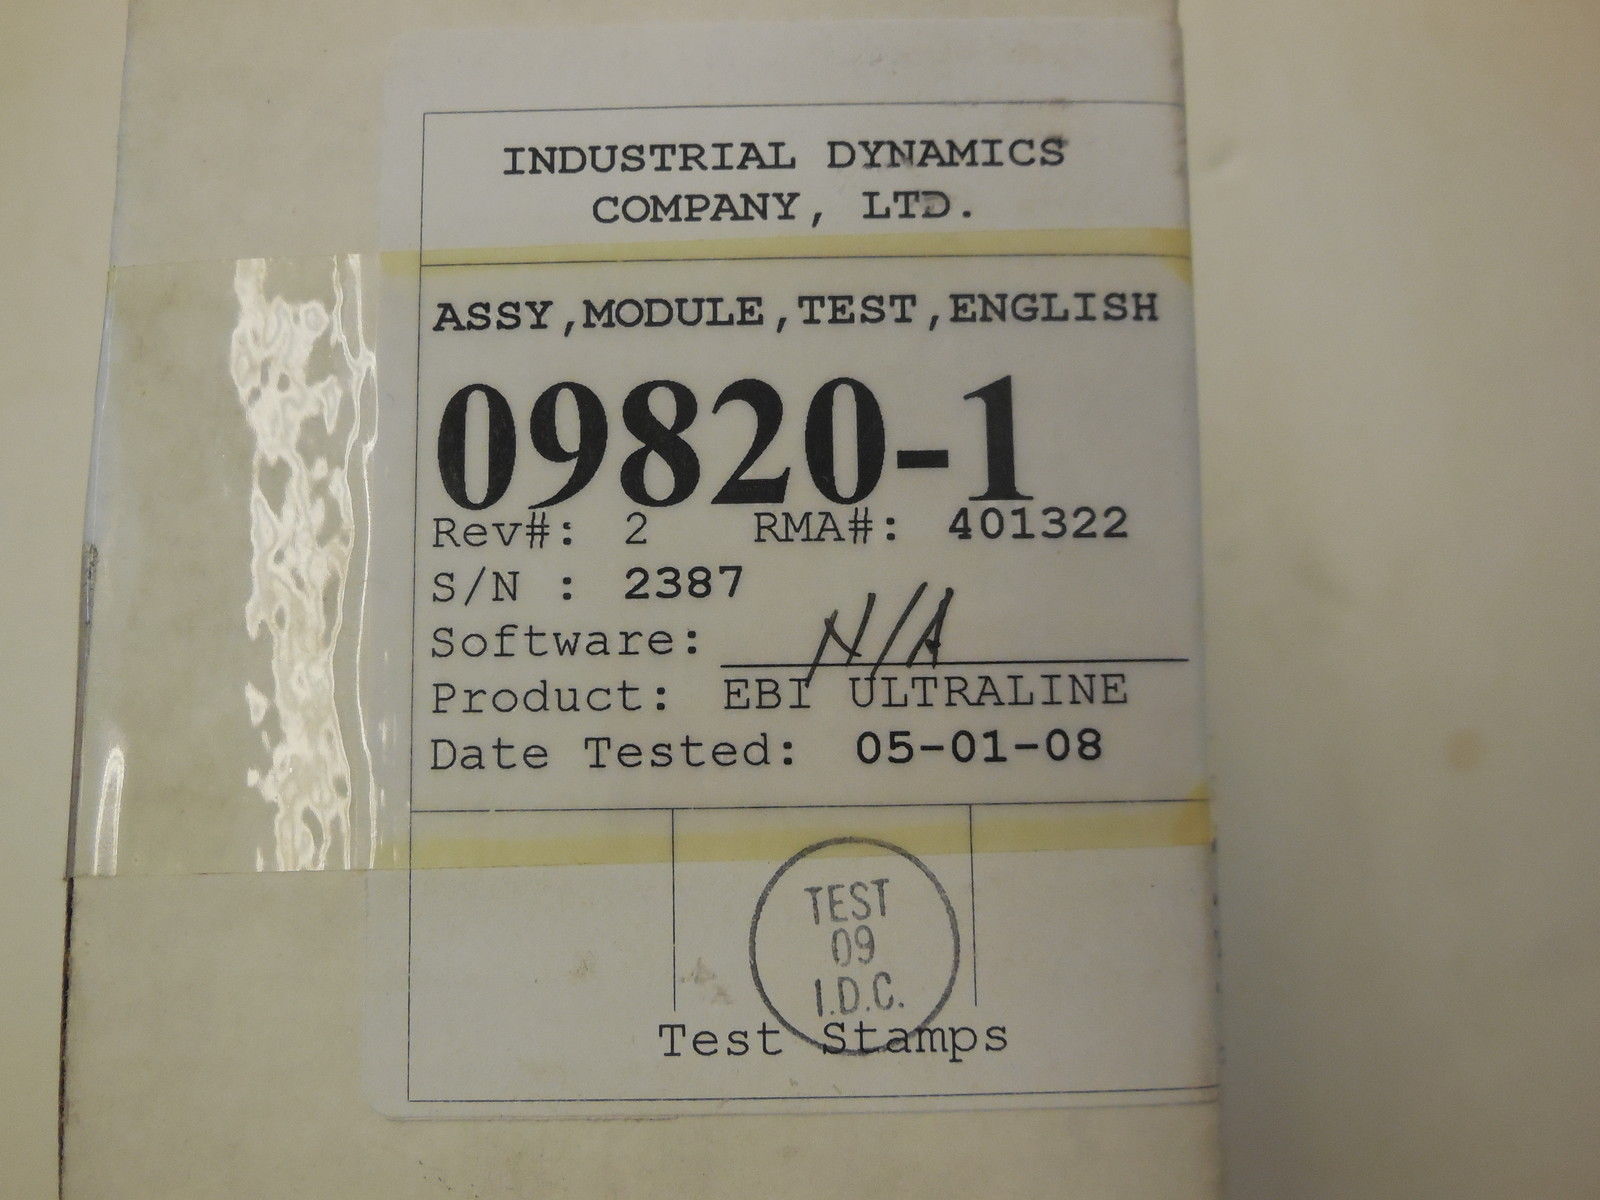 INDUSTRIAL DYNAMICS
COMPANY, LTD.
ASSY,MODULE,TEST,ENGLISH
09820-1
Rev#: 2 RMA#: 401322
S/N : 2387
Software: N/A
Product: EBI ULTRALINE
Date Tested: 05-01-08
TEST
09
I.D.C.
Test Stamps